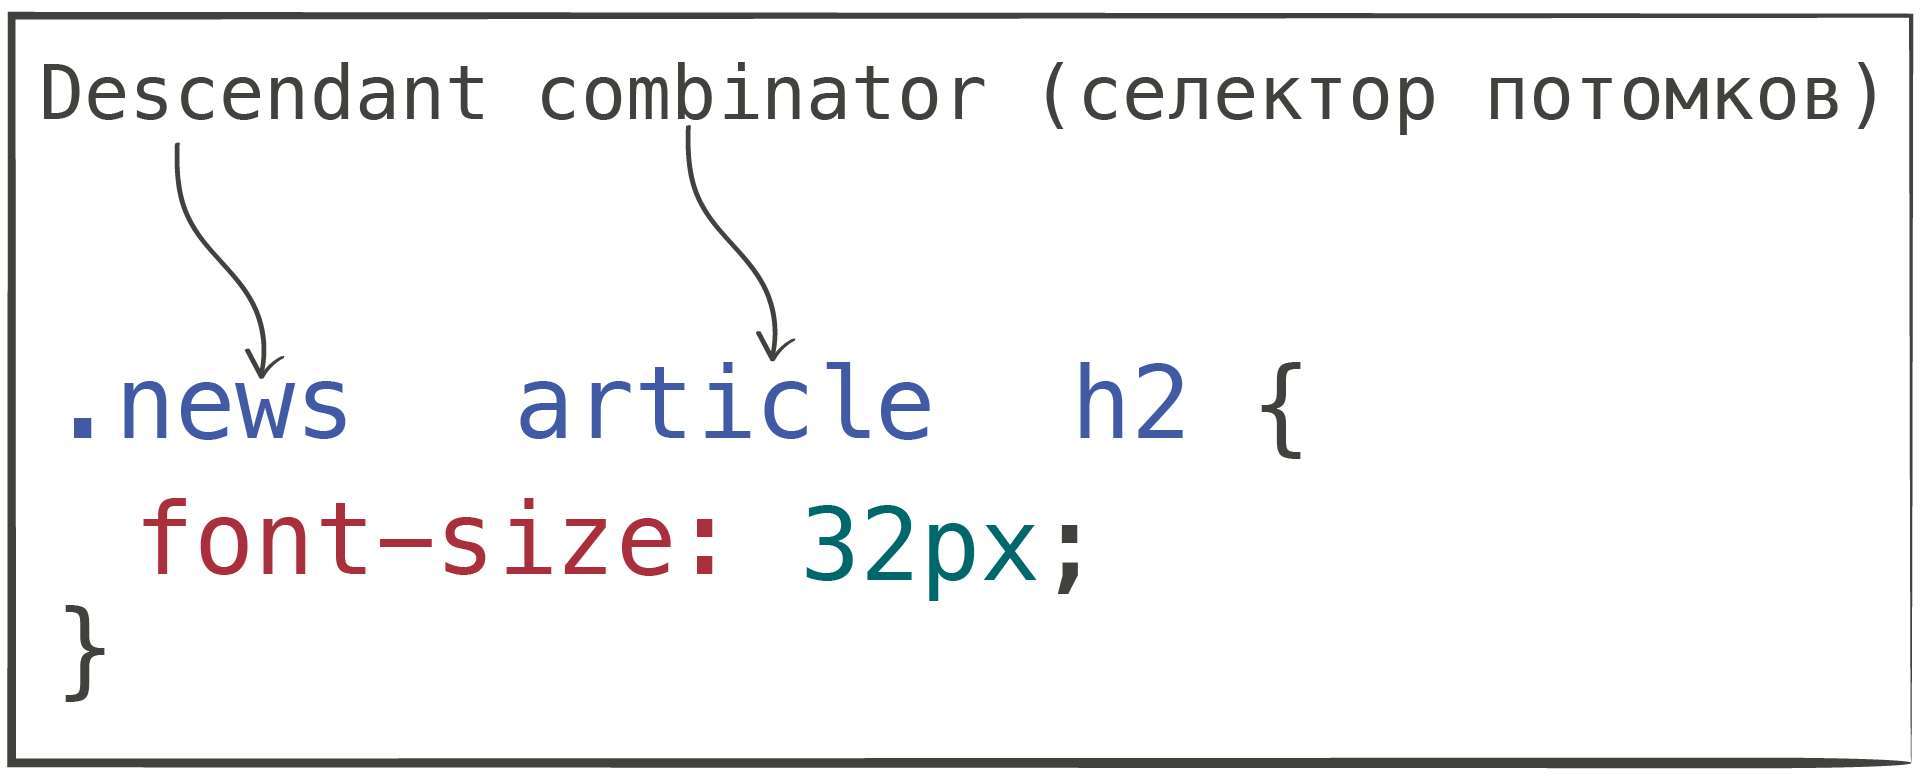 Descendant combinator (селектор потомков)
.news article h2 {
font-size: 32px;
}